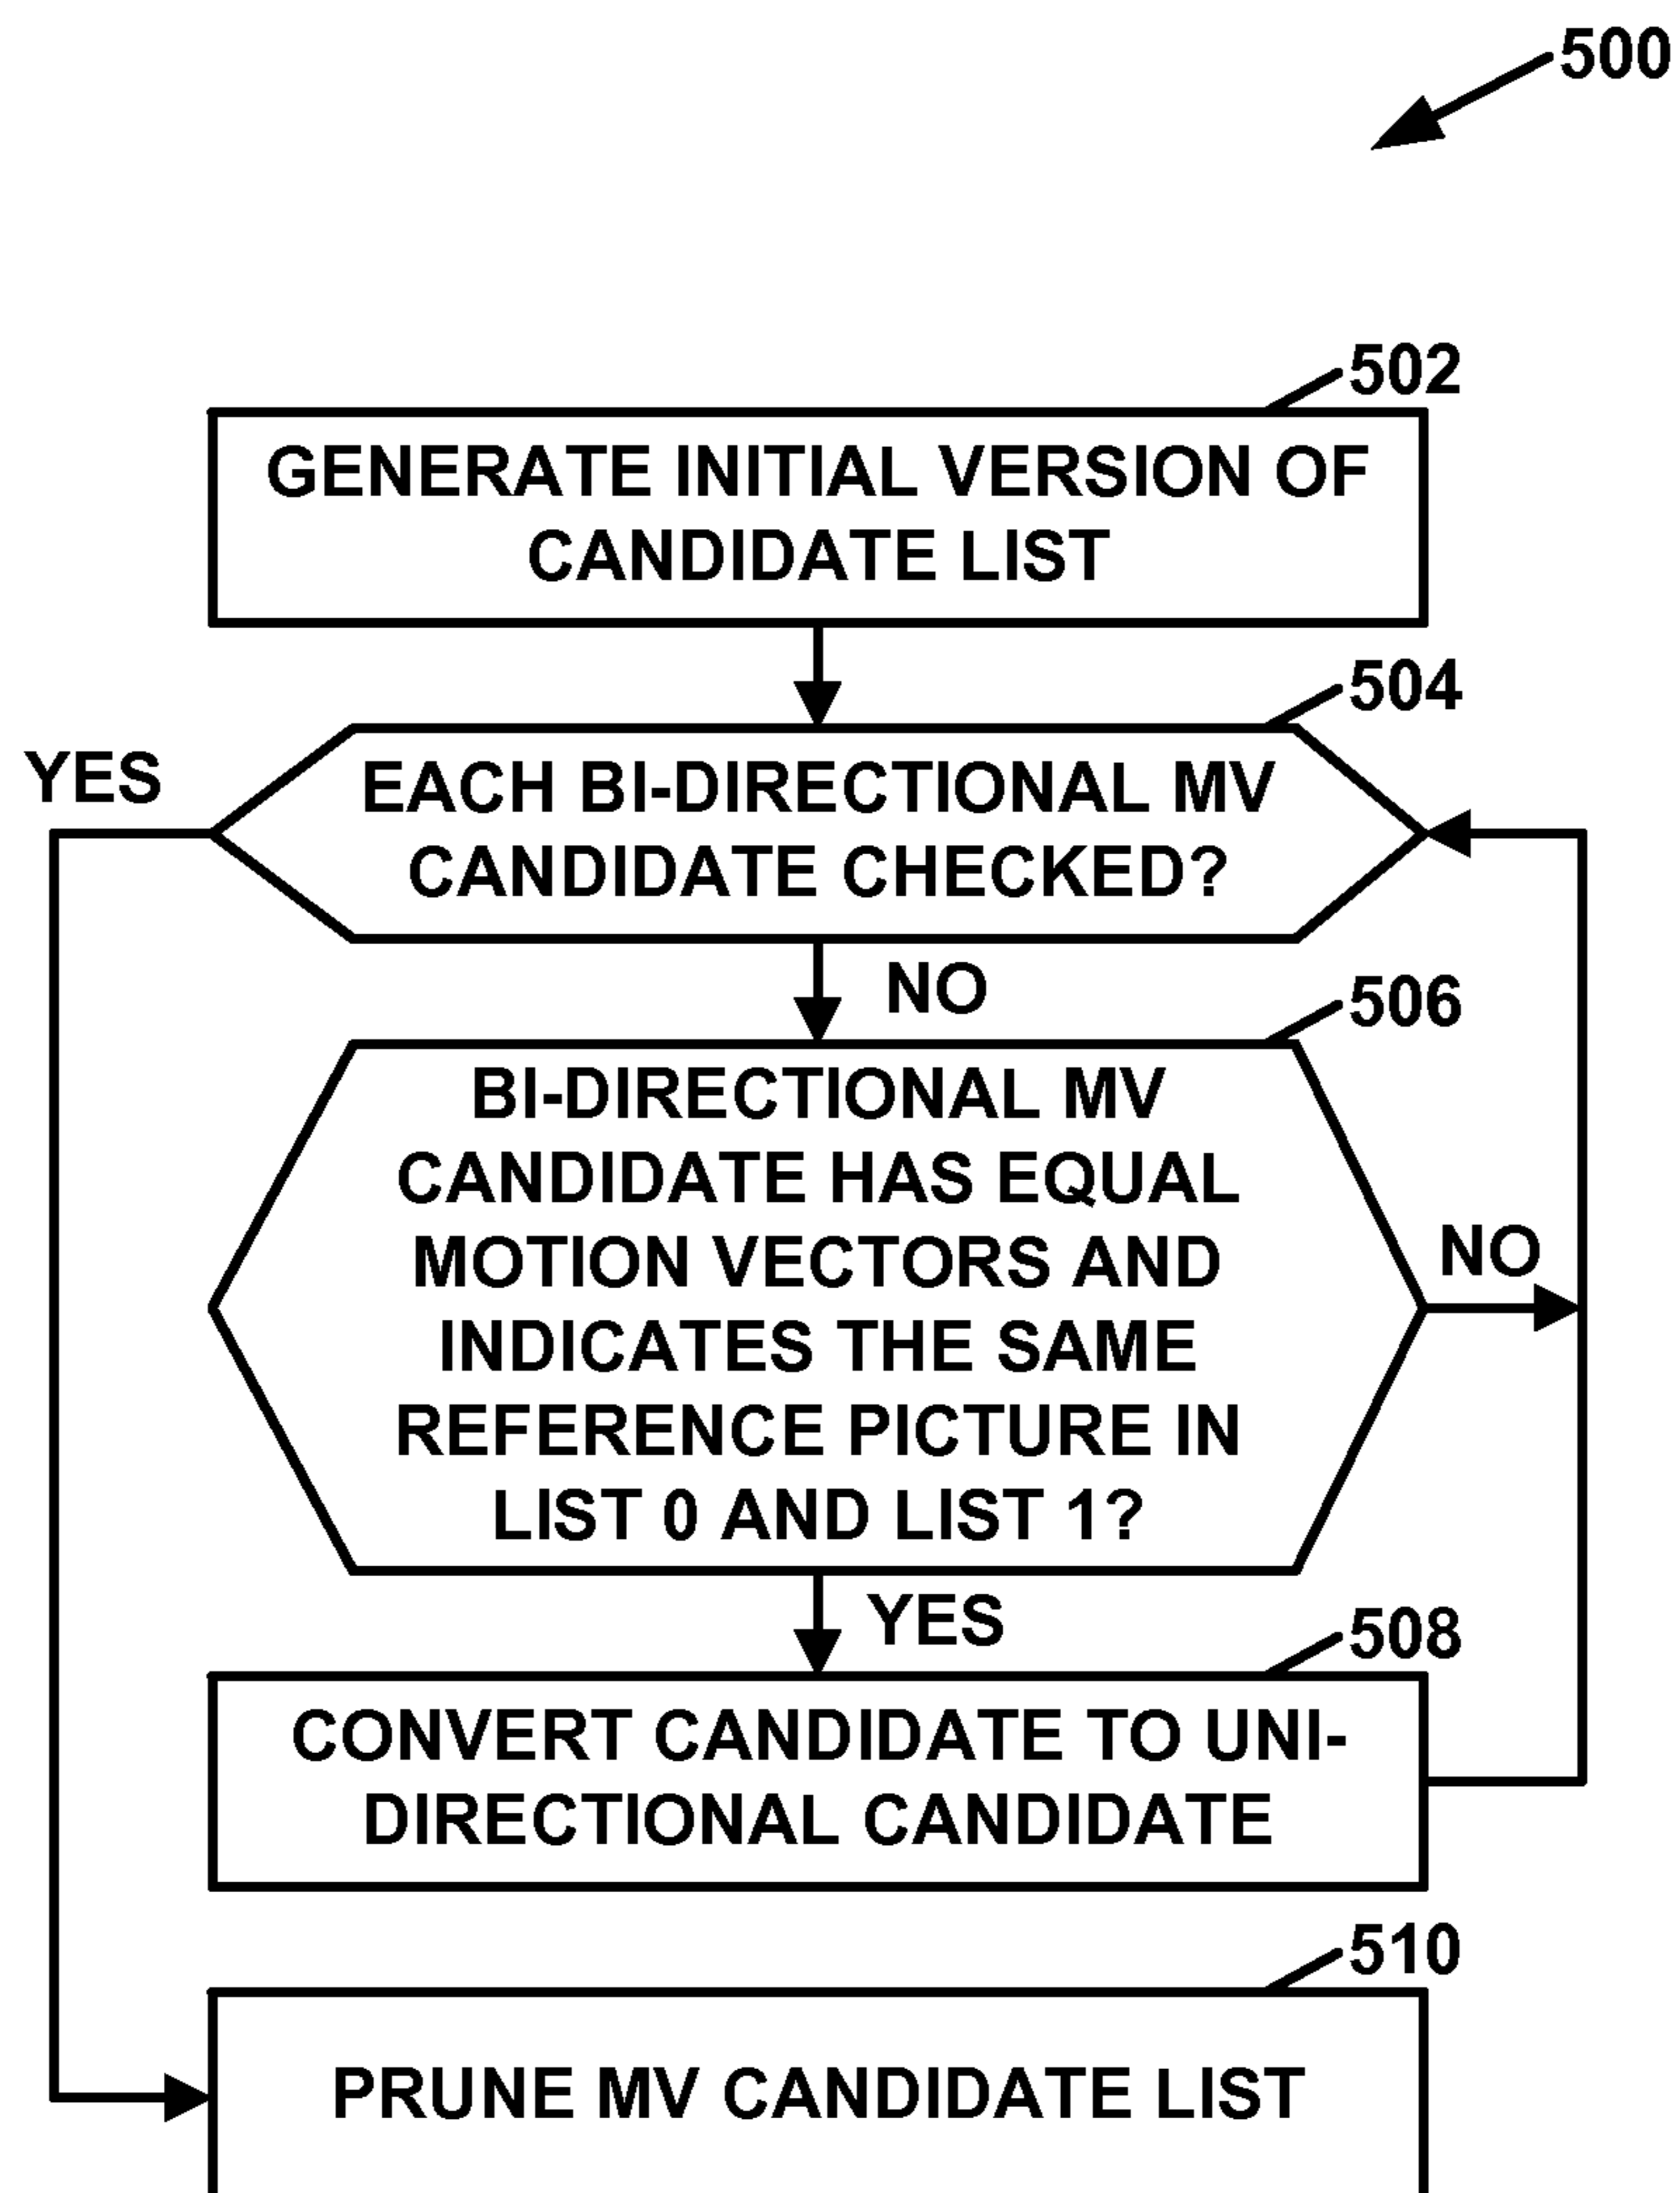 500
502
GENERATE INITIAL VERSION OF
CANDIDATE LIST
504
YES
EACH BI-DIRECTIONAL MV
CANDIDATE CHECKED?
NO
506
BI-DIRECTIONAL MV
CANDIDATE HAS EQUAL
MOTION VECTORS AND
INDICATES THE SAME
REFERENCE PICTURE IN
LIST 0 AND LIST 1?
NO
YES
508
CONVERT CANDIDATE TO UNI-
DIRECTIONAL CANDIDATE
510
PRUNE MV CANDIDATE LIST